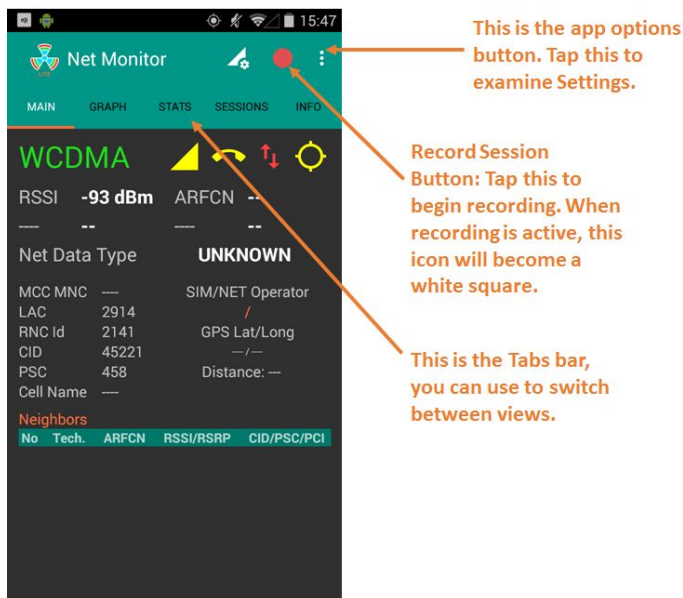 15:47
LITE
Net Monitor
MAIN GRAPH STATS SESSIONS INFO
WCDMA
RSSI -93 dBm ARFCN --
---- -- ---- --
Net Data Type UNKNOWN
MCC MNC ---- SIM/NET Operator
LAC 2914 /
RNC Id 2141 GPS Lat/Long
CID 45221 ---/---
PSC 458 Distance: ---
Cell Name ----
Neighbors
No Tech. ARFCN RSSI/RSRP CID/PSC/PCI
This is the app options
button. Tap this to
examine Settings.
Record Session
Button: Tap this to
begin recording. When
recording is active, this
icon will become a
white square.
This is the Tabs bar,
you can use to switch
between views.